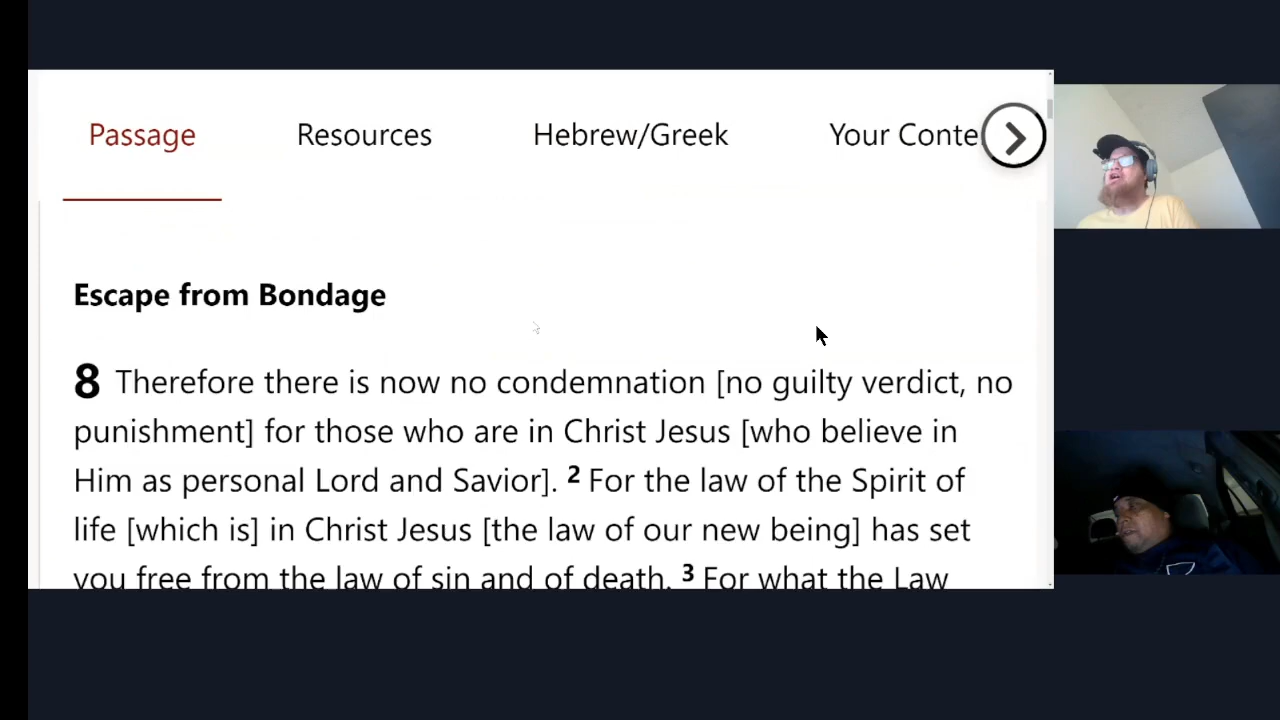 Passage Resources Hebrew/Greek Your Conte
Escape from Bondage
8 Therefore there is now no condemnation [no guilty verdict, no
punishment] for those who are in Christ Jesus [who believe in
Him as personal Lord and Savior]. 2 For the law of the Spirit of
life [which is] in Christ Jesus [the law of our new being] has set
you free from the law of sin and of death. 3 For what the Law